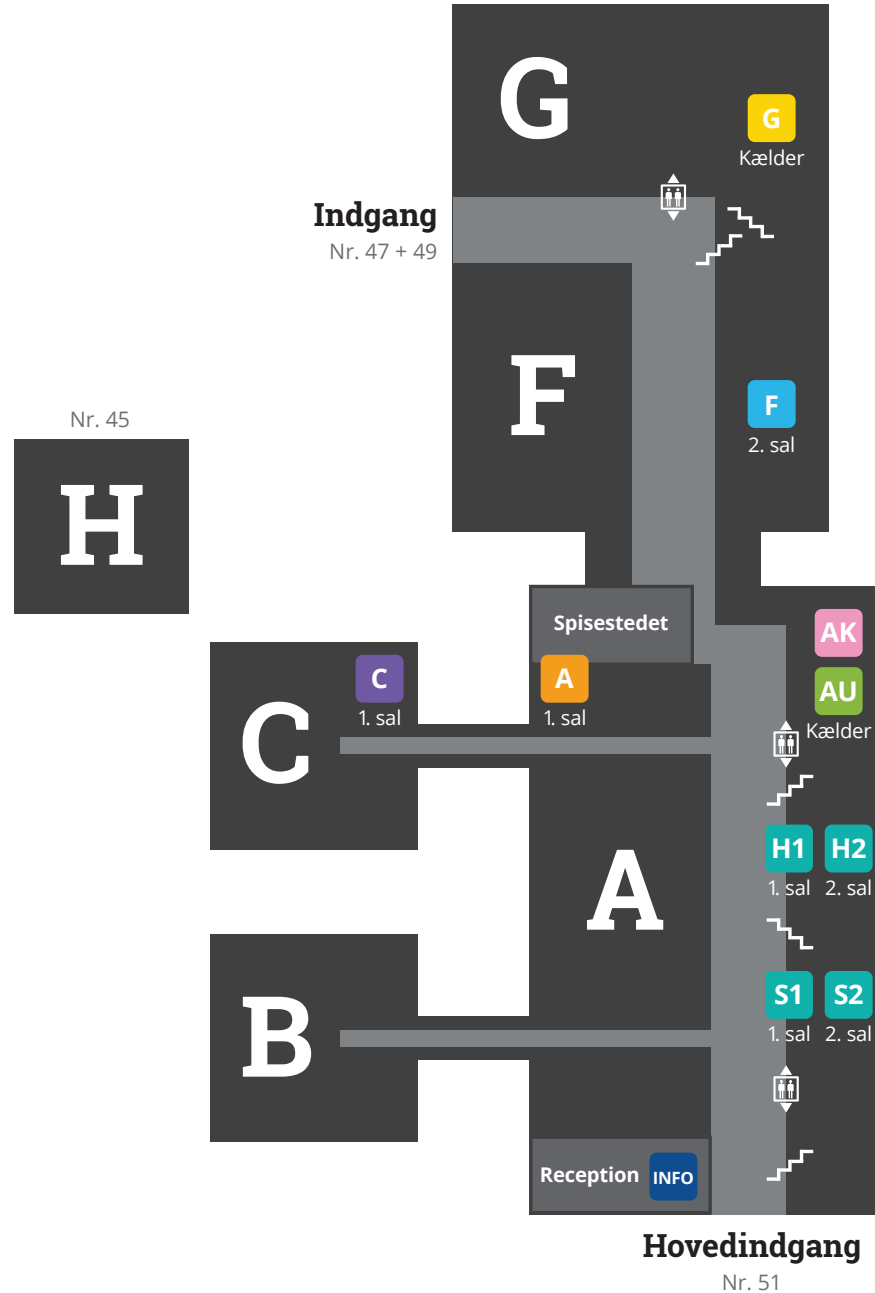 G
G
Kælder
Indgang
Nr. 47 + 49
F
F
2. sal
Nr. 45
H
Spisestedet
AK
C
1. sal
A
1. sal
AU
Kælder
C
H1
H2
1. sal
2. sal
A
S1
S2
1. sal
2. sal
B
Reception
INFO
Hovedindgang
Nr. 51